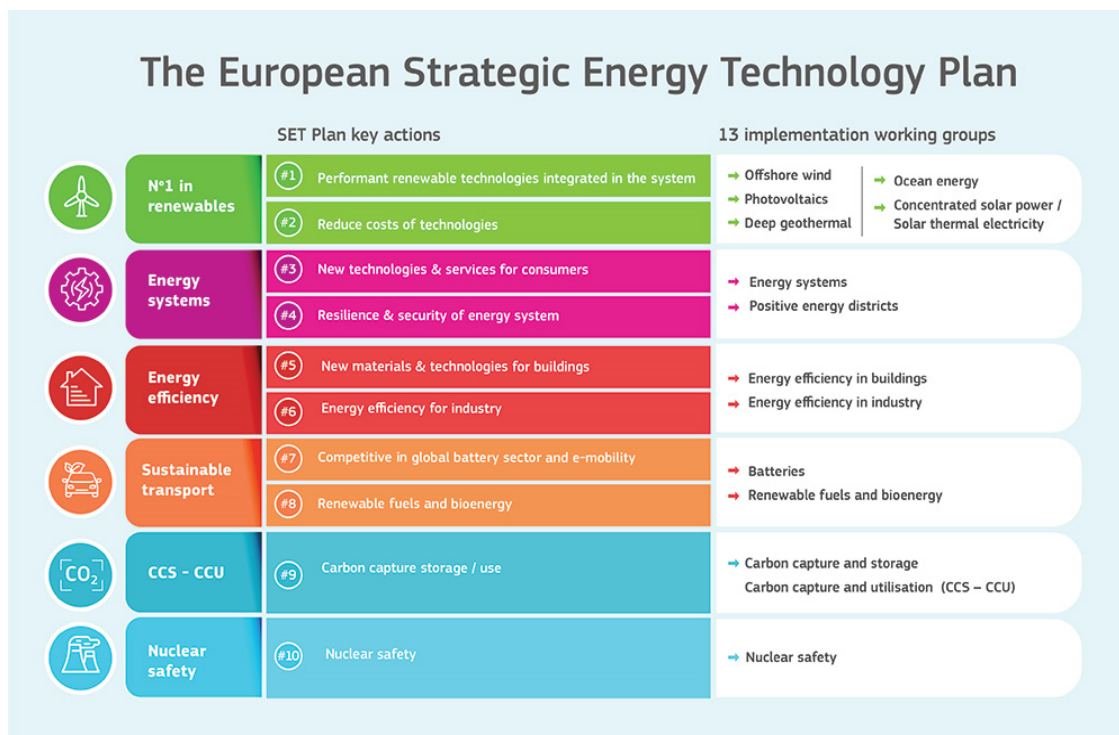 The European Strategic Energy Technology Plan
SET Plan key actions
13 implementation working groups
N°1 in
renewables
#1 Performant renewable technologies integrated in the system
#2 Reduce costs of technologies
→ Offshore wind
→ Photovoltaics
→ Deep geothermal
→ Ocean energy
→ Concentrated solar power /
Solar thermal electricity
Energy
systems
#3 New technologies & services for consumers
#4 Resilience & security of energy system
→ Energy systems
→ Positive energy districts
Energy
efficiency
#5 New materials & technologies for buildings
#6 Energy efficiency for industry
→ Energy efficiency in buildings
→ Energy efficiency in industry
Sustainable
transport
#7 Competitive in global battery sector and e-mobility
#8 Renewable fuels and bioenergy
→ Batteries
→ Renewable fuels and bioenergy
CO₂
CCS - CCU
#9 Carbon capture storage / use
→ Carbon capture and storage
Carbon capture and utilisation (CCS – CCU)
Nuclear
safety
#10 Nuclear safety
→ Nuclear safety